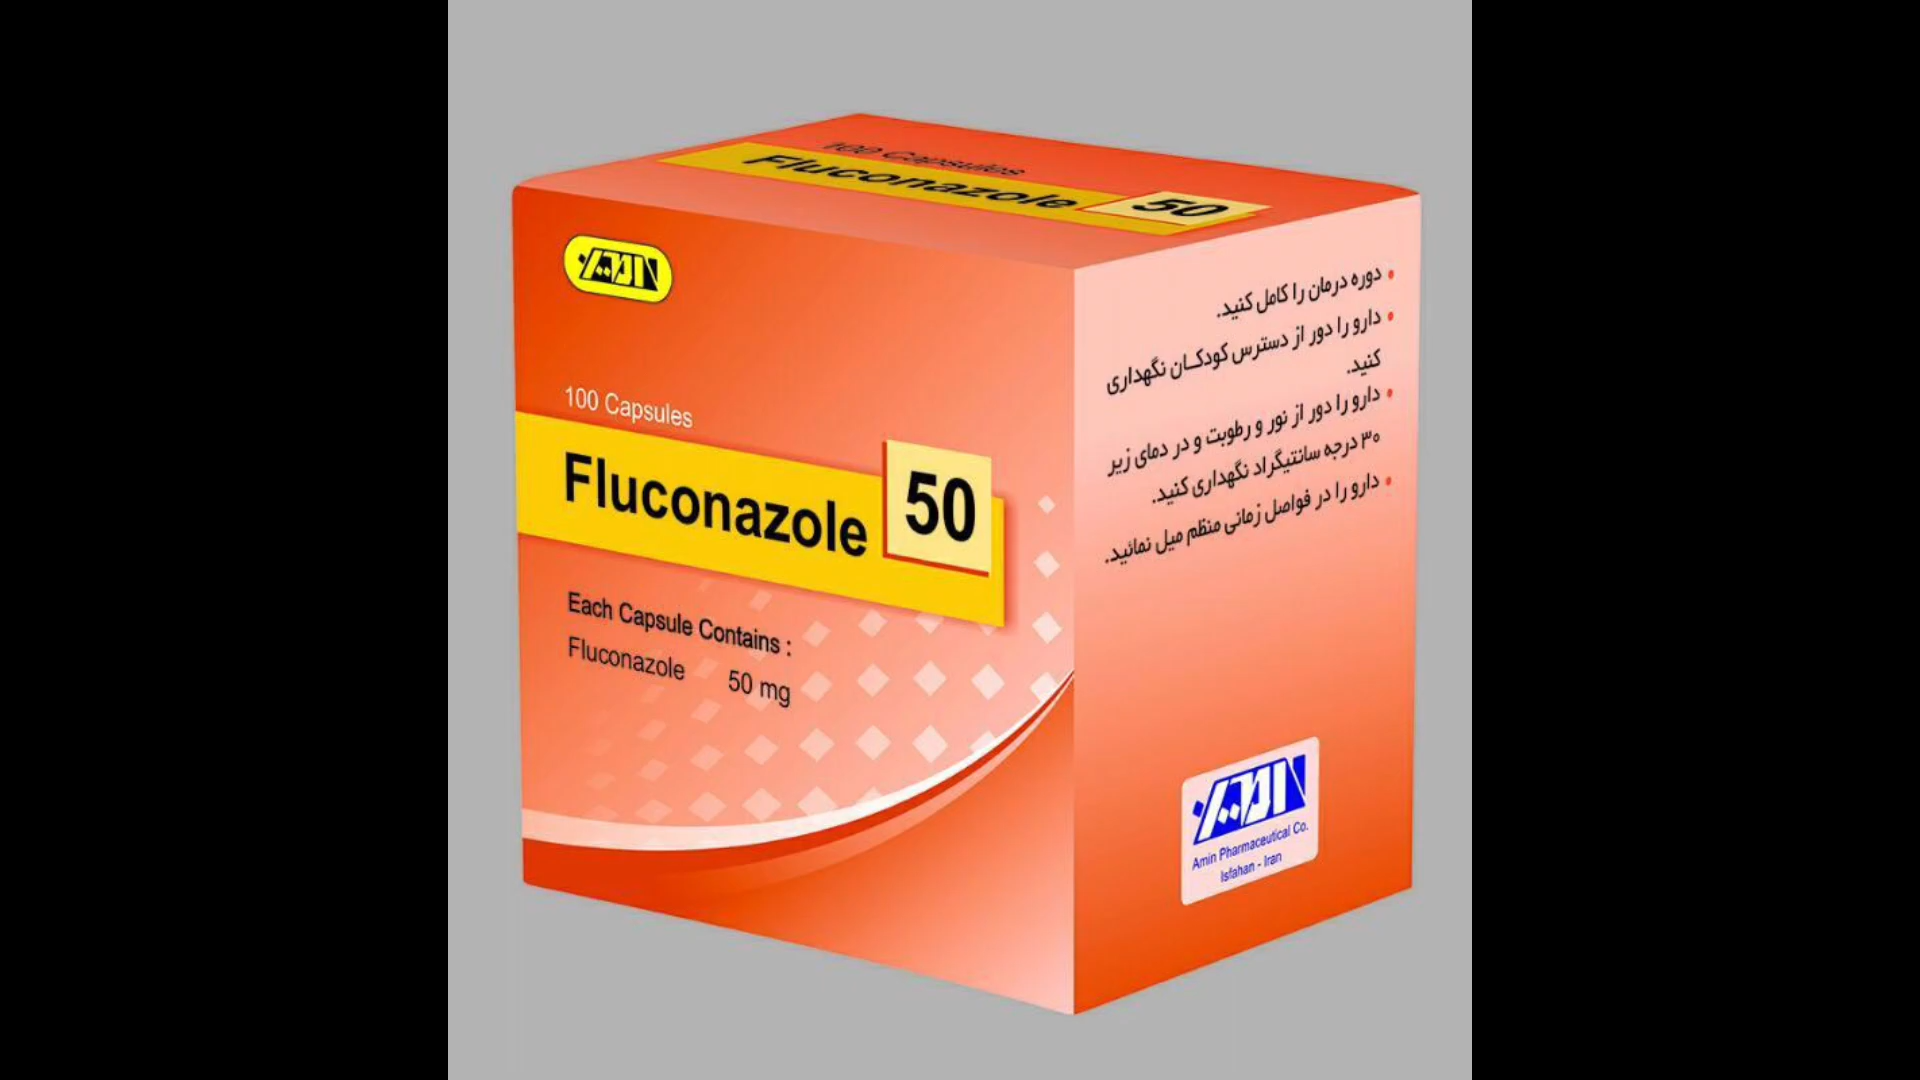 100 Capsules
Fluconazole 50
امین
100 Capsules
Fluconazole 50
Each Capsule Contains :
Fluconazole 50 mg
• دوره درمان را کامل کنید.
• دارو را دور از دسترس کودکـان نگهداری
کنید.
• دارو را دور از نور و رطوبت و در دمای زیر
۳۰ درجه سانتیگراد نگهداری کنید.
• دارو را در فواصل زمانی منظم میل نمائید.
امین
Amin Pharmaceutical Co.
Isfahan - Iran